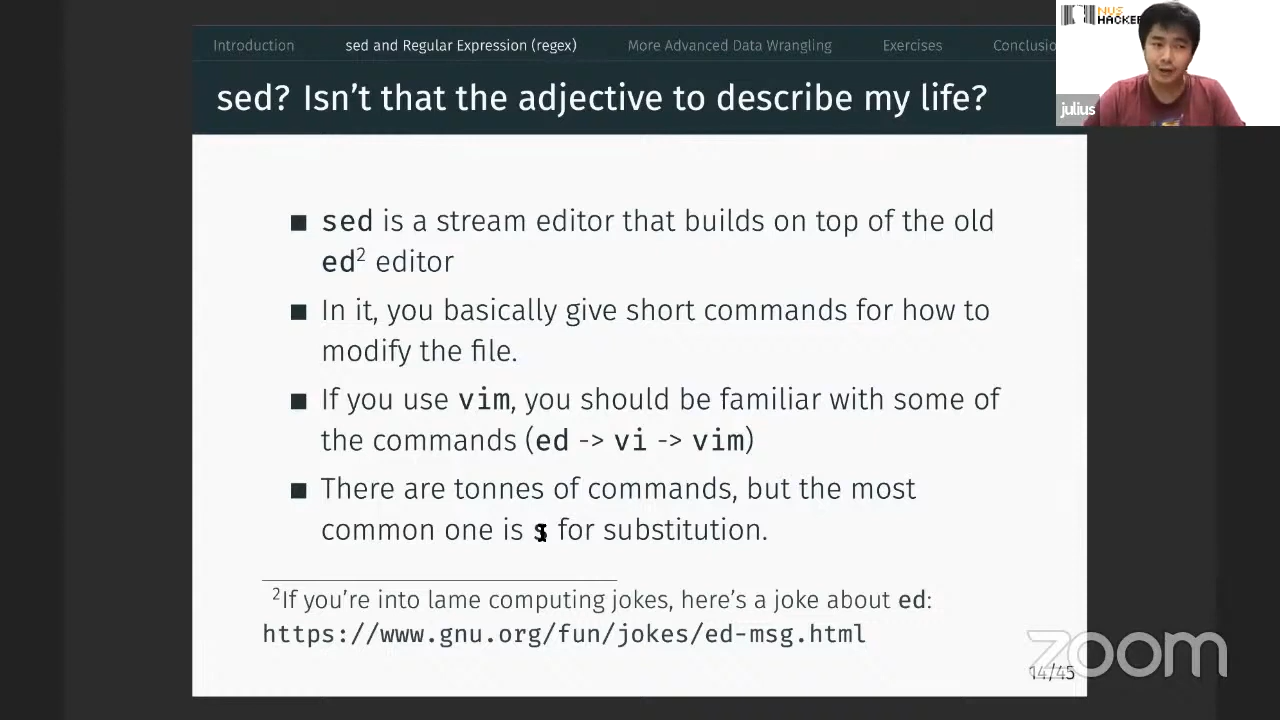 Introduction sed and Regular Expression (regex) More Advanced Data Wrangling Exercises Conclusio
NUS
HACKER
julius
sed? Isn't that the adjective to describe my life?
■ sed is a stream editor that builds on top of the old
ed² editor
■ In it, you basically give short commands for how to
modify the file.
■ If you use vim, you should be familiar with some of
the commands (ed -> vi -> vim)
■ There are tonnes of commands, but the most
common one is s for substitution.
²If you're into lame computing jokes, here's a joke about ed:
https://www.gnu.org/fun/jokes/ed-msg.html
zoom
14/45